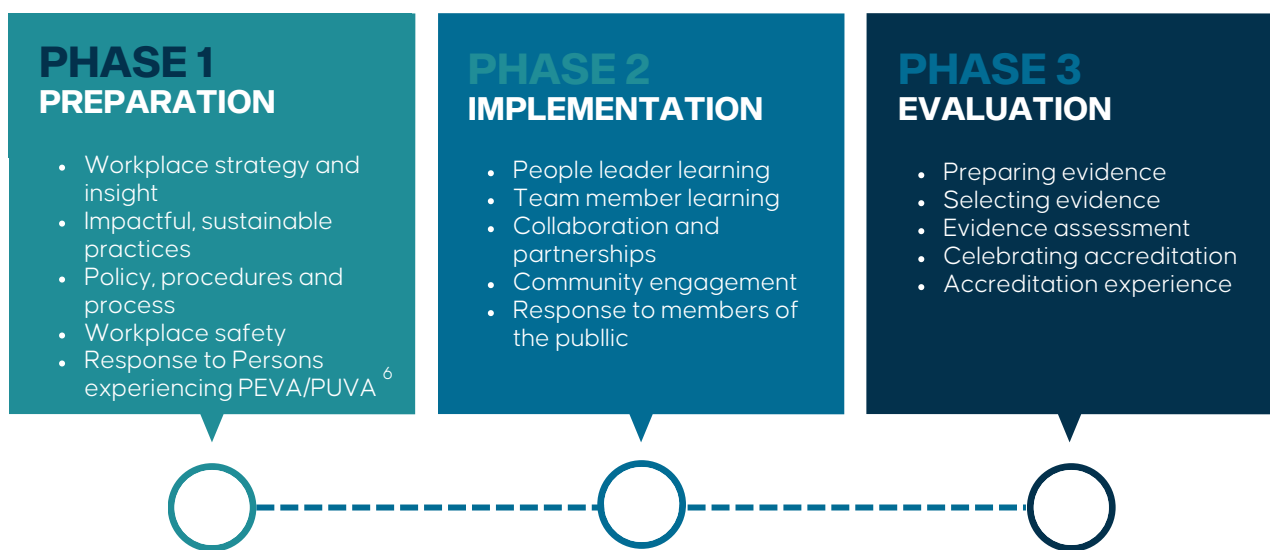 PHASE 1
PREPARATION
• Workplace strategy and
insight
• Impactful, sustainable
practices
• Policy, procedures and
process
• Workplace safety
• Response to Persons
experiencing PEVA/PUVA 6
PHASE 2
IMPLEMENTATION
• People leader learning
• Team member learning
• Collaboration and
partnerships
• Community engagement
• Response to members of
the publlic
PHASE 3
EVALUATION
• Preparing evidence
• Selecting evidence
• Evidence assessment
• Celebrating accreditation
• Accreditation experience